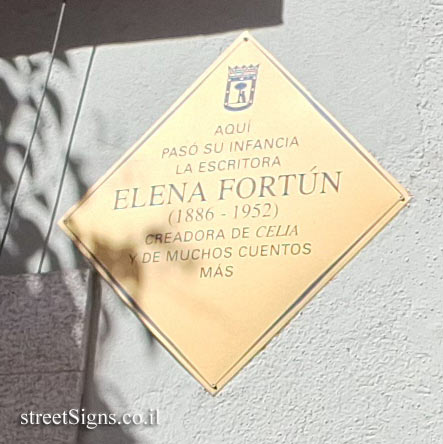 AQUÍ
PASÓ SU INFANCIA
LA ESCRITORA
ELENA FORTÚN
(1886 - 1952)
CREADORA DE CELIA
Y DE MUCHOS CUENTOS
MÁS
streetSigns.co.il